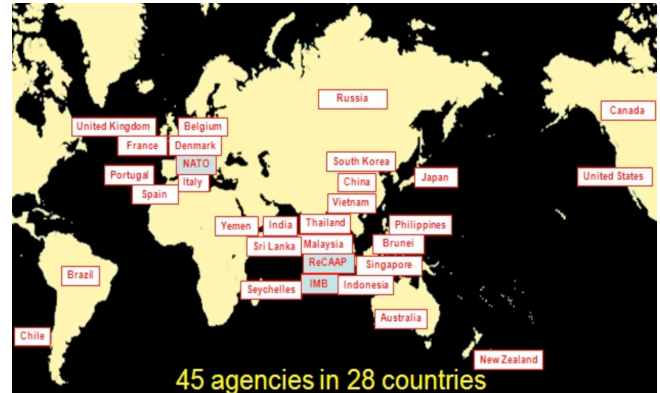 Russia
Canada
United Kingdom
Belgium
France
Denmark
NATO
South Korea
Portugal
Italy
China
Japan
United States
Spain
Vietnam
Yemen
India
Thailand
Philippines
Sri Lanka
Malaysia
Brunei
ReCAAP
Singapore
Brazil
Seychelles
IMB
Indonesia
Australia
Chile
New Zealand
45 agencies in 28 countries